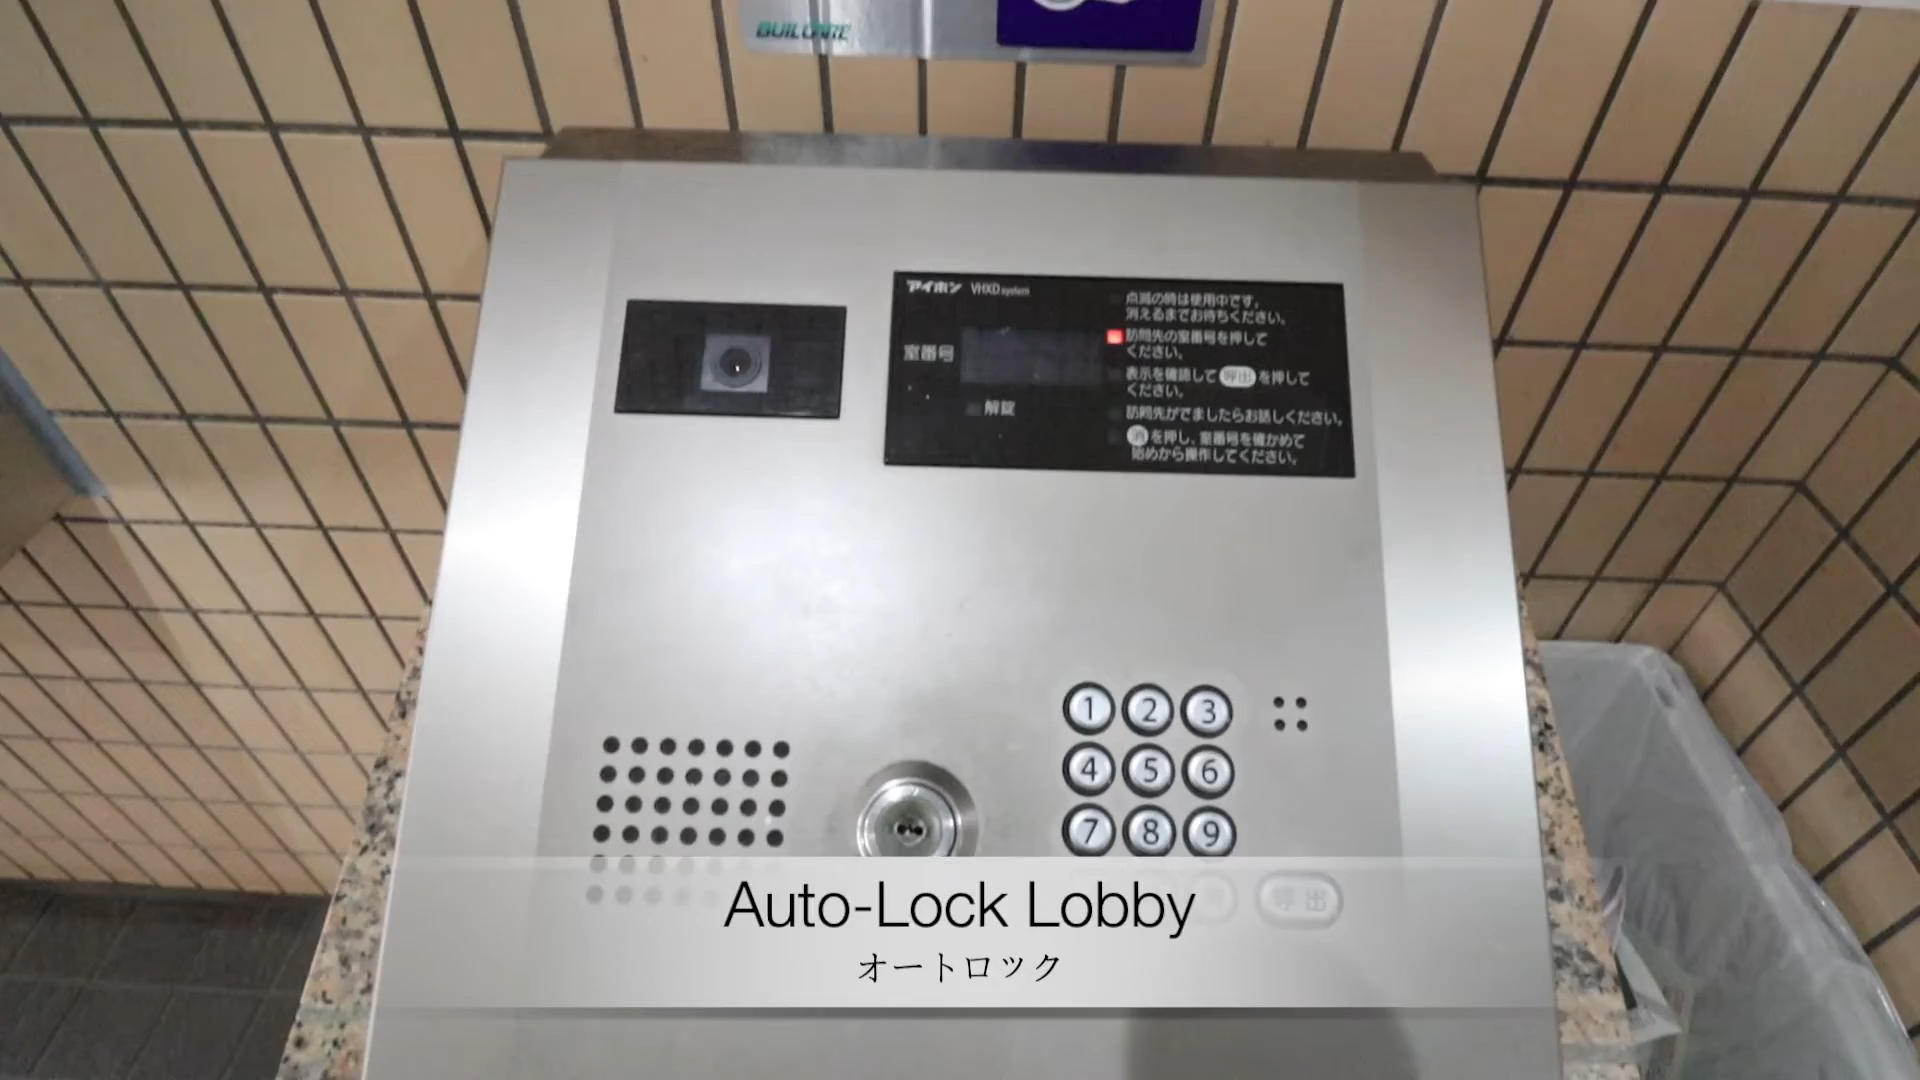 BUILCARE
アイホン VHXD system
室番号
解錠
点滅の時は使用中です。
消えるまでお待ちください。
訪問先の室番号を押して
ください。
表示を確認して 呼出 を押して
ください。
訪問先がでましたらお話しください。
消 を押し、室番号を確かめて
始めから操作してください。
1 2 3
4 5 6
7 8 9
呼出
Auto-Lock Lobby
オートロック